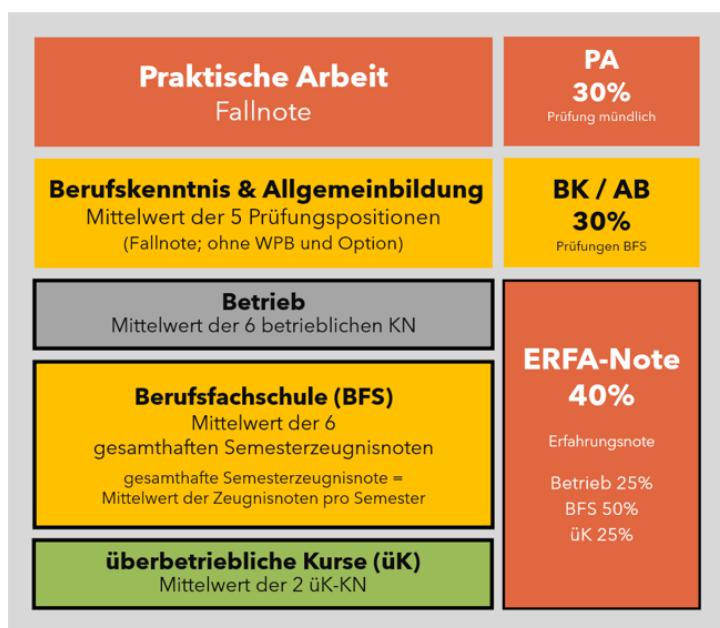 Praktische Arbeit
Fallnote
PA
30%
Prüfung mündlich
Berufskenntnis & Allgemeinbildung
Mittelwert der 5 Prüfungspositionen
(Fallnote; ohne WPB und Option)
BK / AB
30%
Prüfungen BFS
Betrieb
Mittelwert der 6 betrieblichen KN
Berufsfachschule (BFS)
Mittelwert der 6
gesamthaften Semesterzeugnisnoten
gesamthafte Semesterzeugnisnote =
Mittelwert der Zeugnisnoten pro Semester
überbetriebliche Kurse (üK)
Mittelwert der 2 üK-KN
ERFA-Note
40%
Erfahrungsnote
Betrieb 25%
BFS 50%
üK 25%